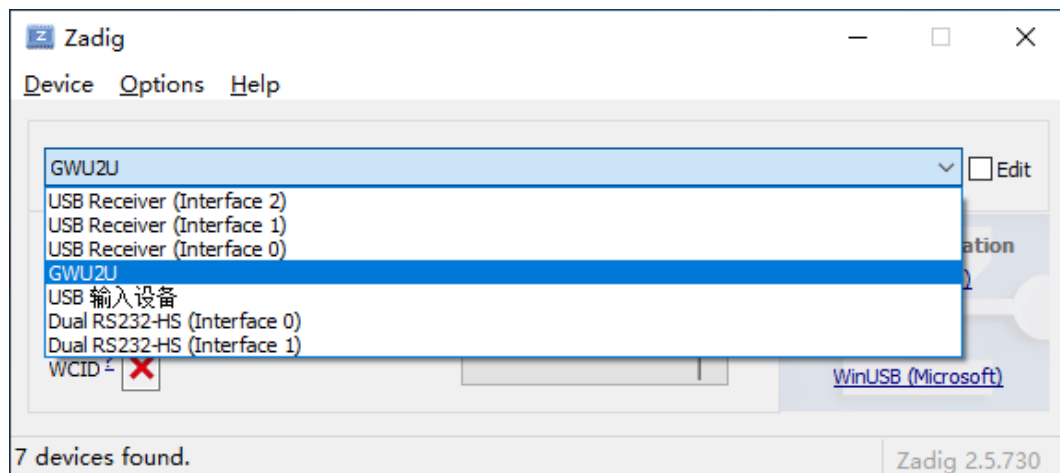 Zadig
Device Options Help
GWU2U Edit
USB Receiver (Interface 2)
USB Receiver (Interface 1)
USB Receiver (Interface 0)
ation
GWU2U
)
USB 输入设备
Dual RS232-HS (Interface 0)
Dual RS232-HS (Interface 1)
WCID ?
WinUSB (Microsoft)
7 devices found.
Zadig 2.5.730